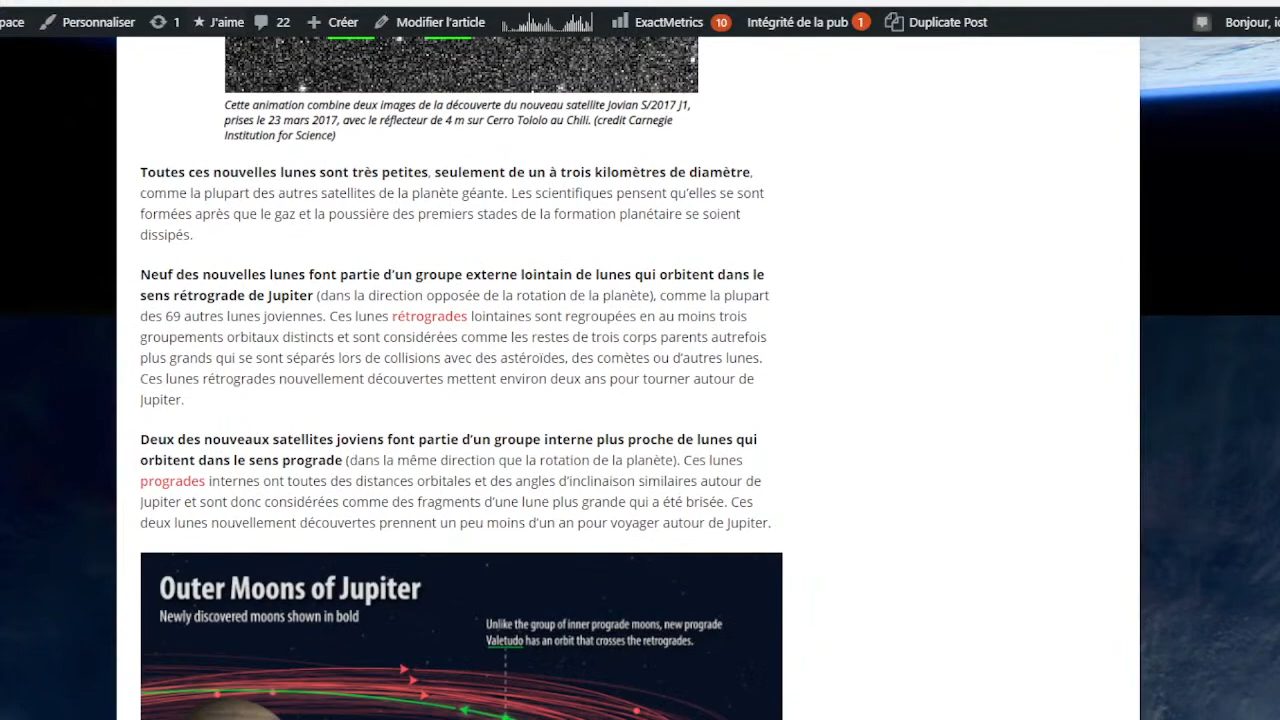 pace Personnaliser 1 J'aime 22 Créer Modifier l'article ExactMetrics 10 Intégrité de la pub 1 Duplicate Post Bonjour, ic
Cette animation combine deux images de la découverte du nouveau satellite Jovian S/2017 J1,
prises le 23 mars 2017, avec le réflecteur de 4 m sur Cerro Tololo au Chili. (credit Carnegie
Institution for Science)
Toutes ces nouvelles lunes sont très petites, seulement de un à trois kilomètres de diamètre,
comme la plupart des autres satellites de la planète géante. Les scientifiques pensent qu'elles se sont
formées après que le gaz et la poussière des premiers stades de la formation planétaire se soient
dissipés.
Neuf des nouvelles lunes font partie d'un groupe externe lointain de lunes qui orbitent dans le
sens rétrograde de Jupiter (dans la direction opposée de la rotation de la planète), comme la plupart
des 69 autres lunes joviennes. Ces lunes rétrogrades lointaines sont regroupées en au moins trois
groupements orbitaux distincts et sont considérées comme les restes de trois corps parents autrefois
plus grands qui se sont séparés lors de collisions avec des astéroïdes, des comètes ou d'autres lunes.
Ces lunes rétrogrades nouvellement découvertes mettent environ deux ans pour tourner autour de
Jupiter.
Deux des nouveaux satellites joviens font partie d'un groupe interne plus proche de lunes qui
orbitent dans le sens prograde (dans la même direction que la rotation de la planète). Ces lunes
progrades internes ont toutes des distances orbitales et des angles d'inclinaison similaires autour de
Jupiter et sont donc considérées comme des fragments d'une lune plus grande qui a été brisée. Ces
deux lunes nouvellement découvertes prennent un peu moins d'un an pour voyager autour de Jupiter.
Outer Moons of Jupiter
Newly discovered moons shown in bold
Unlike the group of inner prograde moons, new prograde
Valetudo has an orbit that crosses the retrogrades.